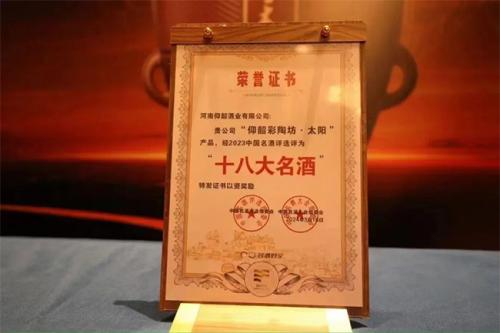 荣誉证书
河南仰韶酒业有限公司:
贵公司“仰韶彩陶坊·太阳”
产品，经2023中国名酒评选评为
“十八大名酒”
特发证书以资奖励